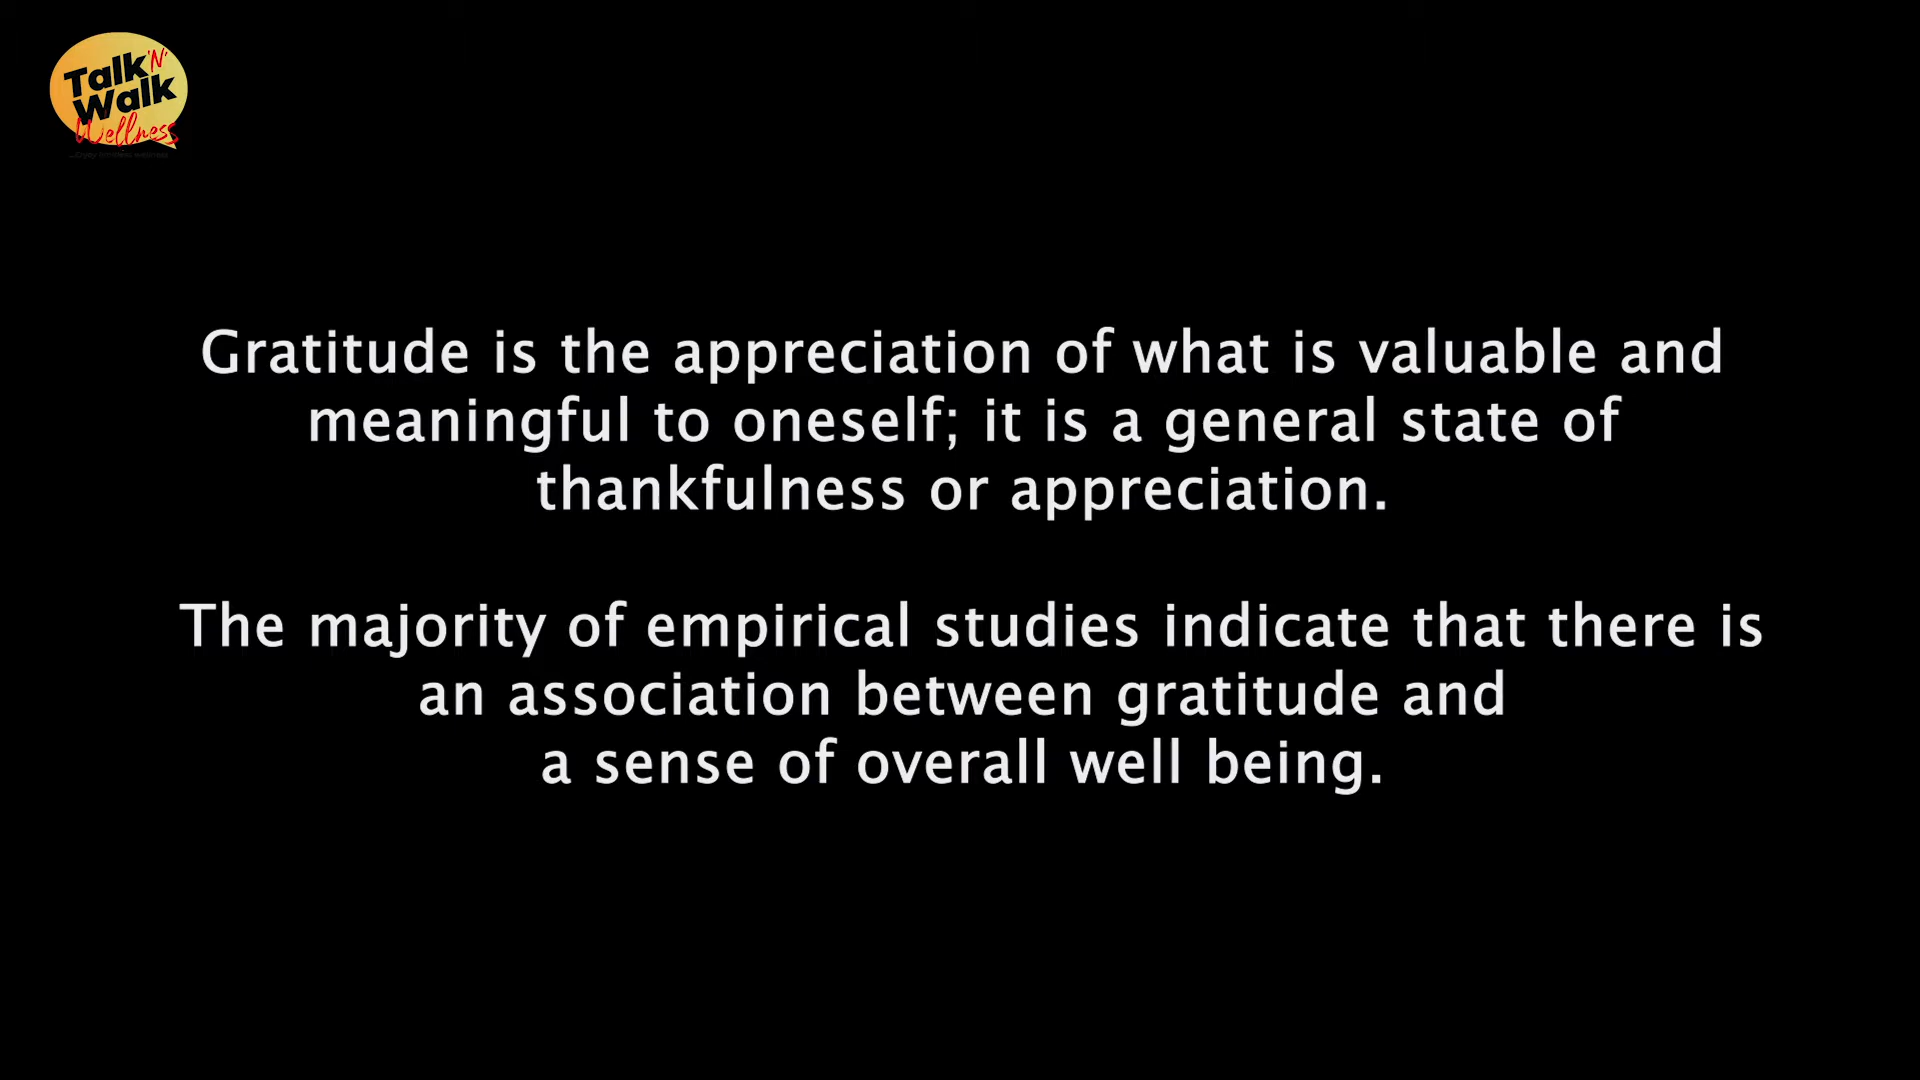 Talk 'N'
Walk
Wellness
Gratitude is the appreciation of what is valuable and
meaningful to oneself; it is a general state of
thankfulness or appreciation.
The majority of empirical studies indicate that there is
an association between gratitude and
a sense of overall well being.